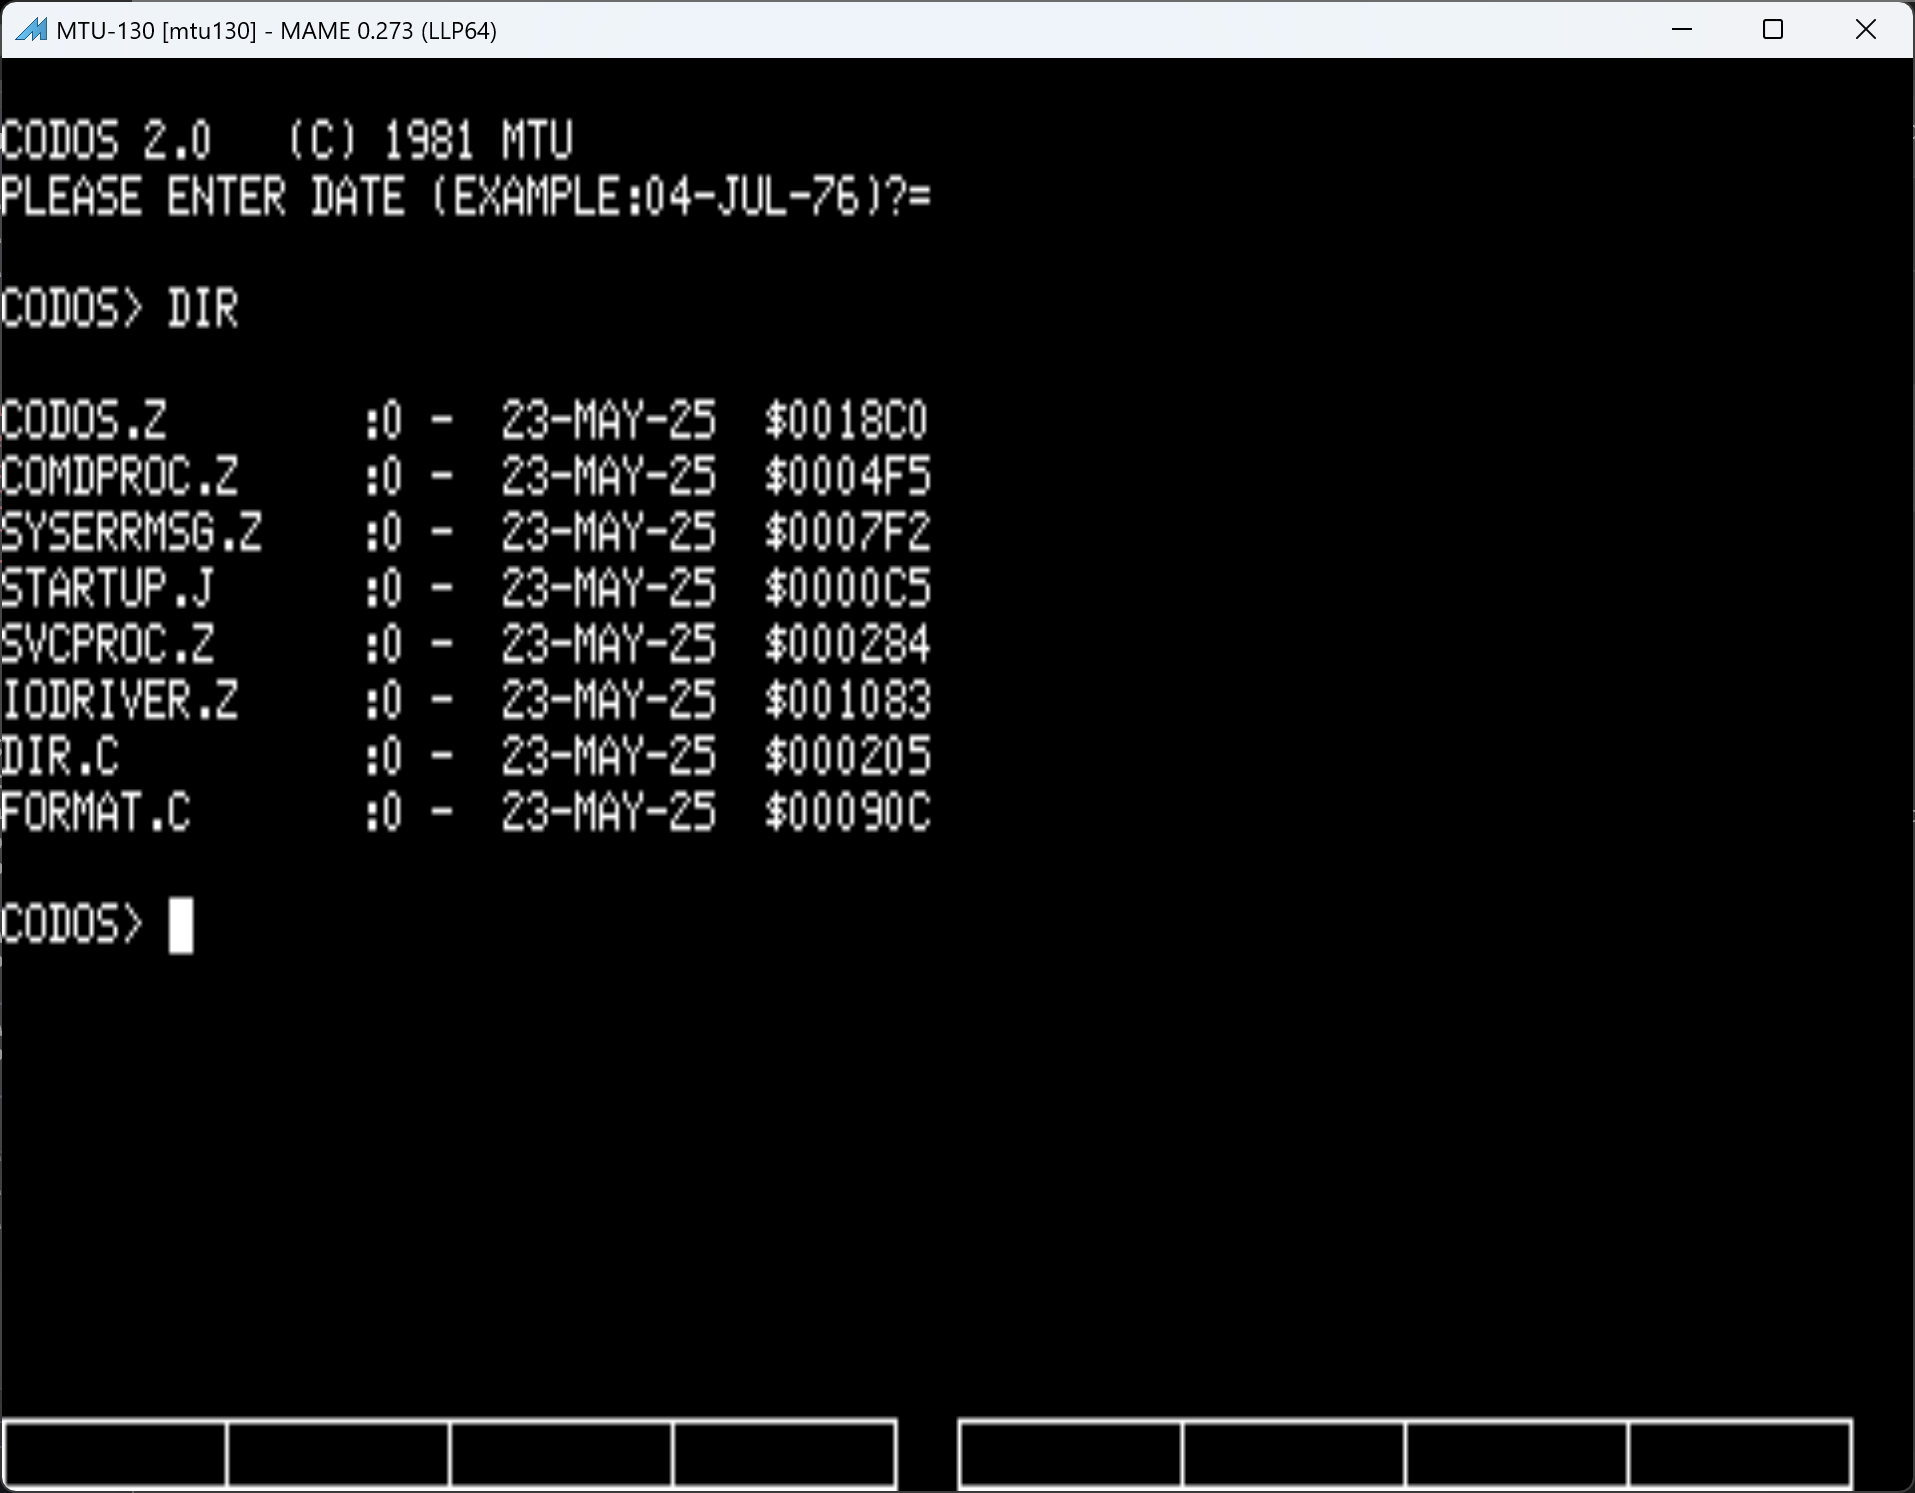 MTU-130 [mtu130] - MAME 0.273 (LLP64)
CODOS 2.0   (C) 1981 MTU
PLEASE ENTER DATE (EXAMPLE:04-JUL-76)?=
CODOS> DIR
CODOS.Z        :0 -  23-MAY-25  $0018C0
COMDPROC.Z     :0 -  23-MAY-25  $0004F5
SYSERRMSG.Z    :0 -  23-MAY-25  $0007F2
STARTUP.J      :0 -  23-MAY-25  $0000C5
SVCPROC.Z      :0 -  23-MAY-25  $000284
IODRIVER.Z     :0 -  23-MAY-25  $001083
DIR.C          :0 -  23-MAY-25  $000205
FORMAT.C       :0 -  23-MAY-25  $00090C
CODOS>